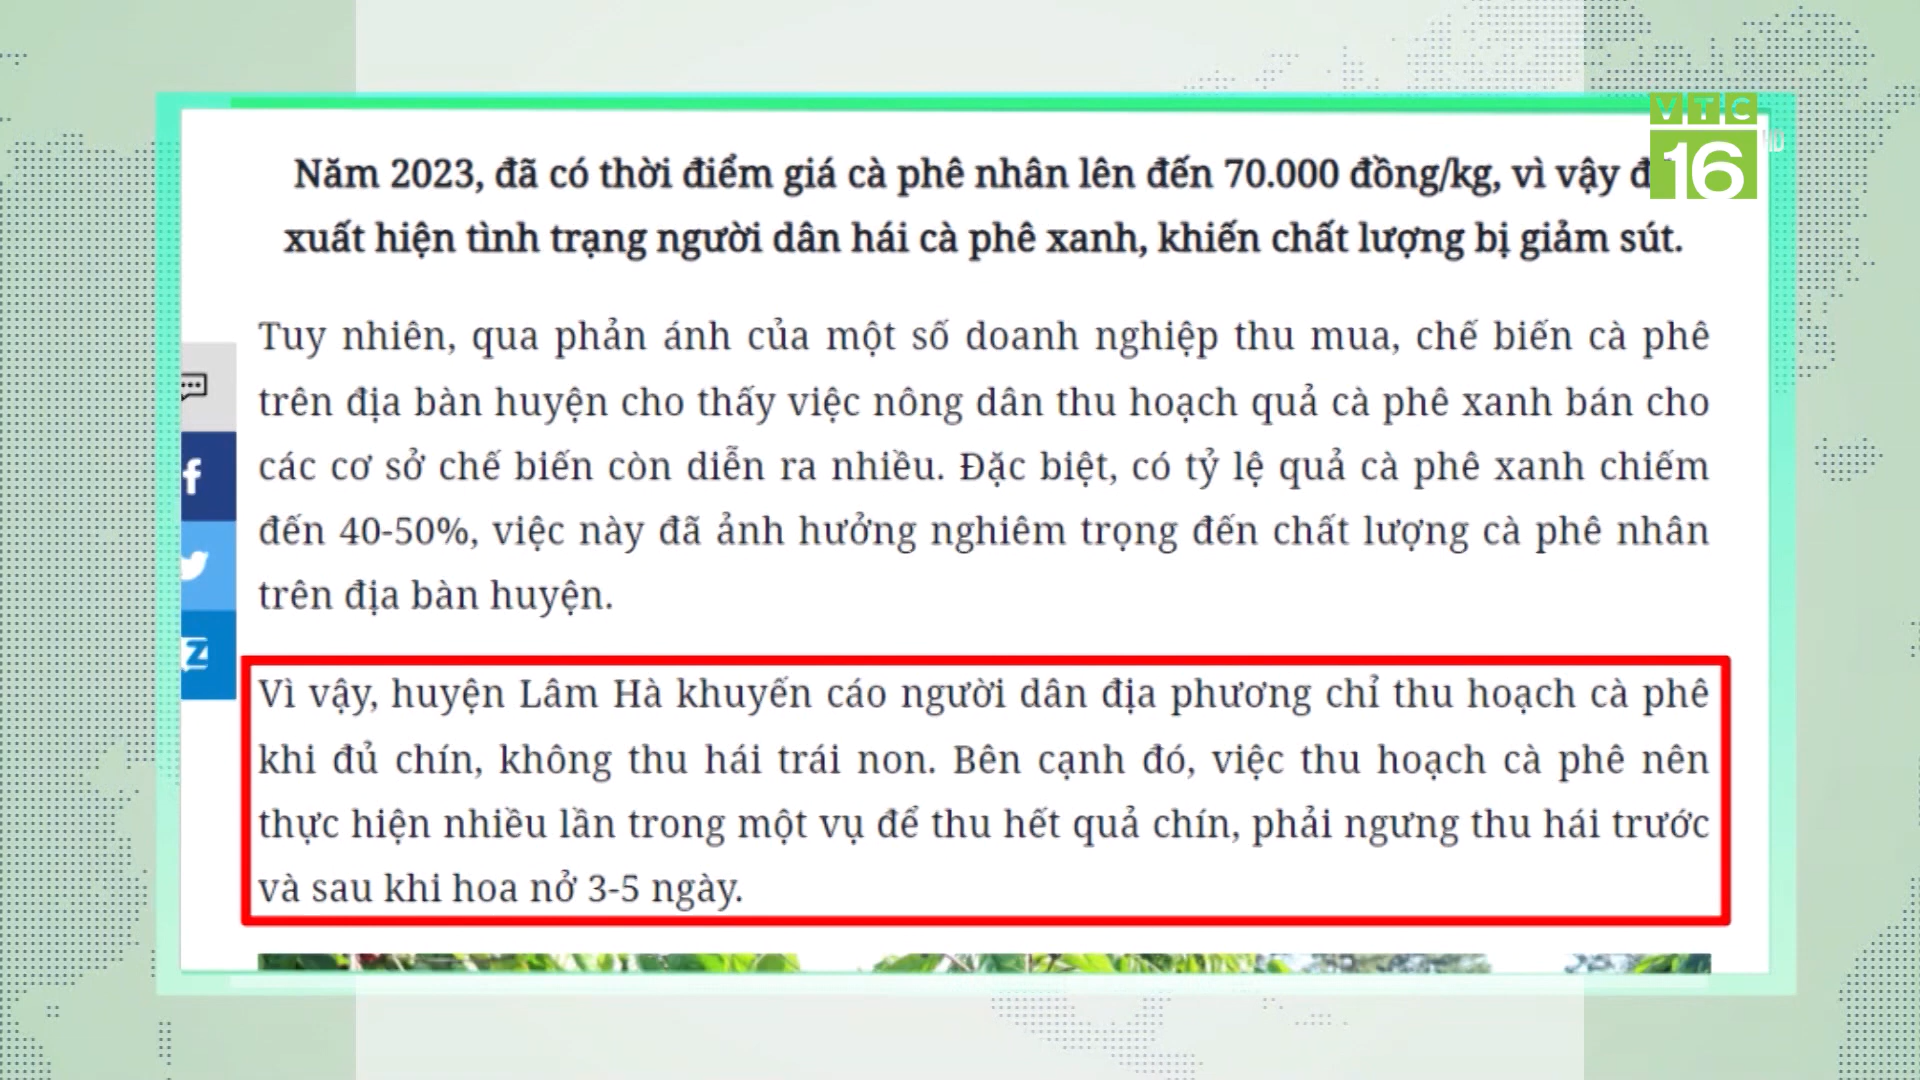 VTC
16
HD
Năm 2023, đã có thời điểm giá cà phê nhân lên đến 70.000 đồng/kg, vì vậy
xuất hiện tình trạng người dân hái cà phê xanh, khiến chất lượng bị giảm sút.
Tuy nhiên, qua phản ánh của một số doanh nghiệp thu mua, chế biến cà phê
trên địa bàn huyện cho thấy việc nông dân thu hoạch quả cà phê xanh bán cho
các cơ sở chế biến còn diễn ra nhiều. Đặc biệt, có tỷ lệ quả cà phê xanh chiếm
đến 40-50%, việc này đã ảnh hưởng nghiêm trọng đến chất lượng cà phê nhân
trên địa bàn huyện.
Vì vậy, huyện Lâm Hà khuyến cáo người dân địa phương chỉ thu hoạch cà phê
khi đủ chín, không thu hái trái non. Bên cạnh đó, việc thu hoạch cà phê nên
thực hiện nhiều lần trong một vụ để thu hết quả chín, phải ngưng thu hái trước
và sau khi hoa nở 3-5 ngày.